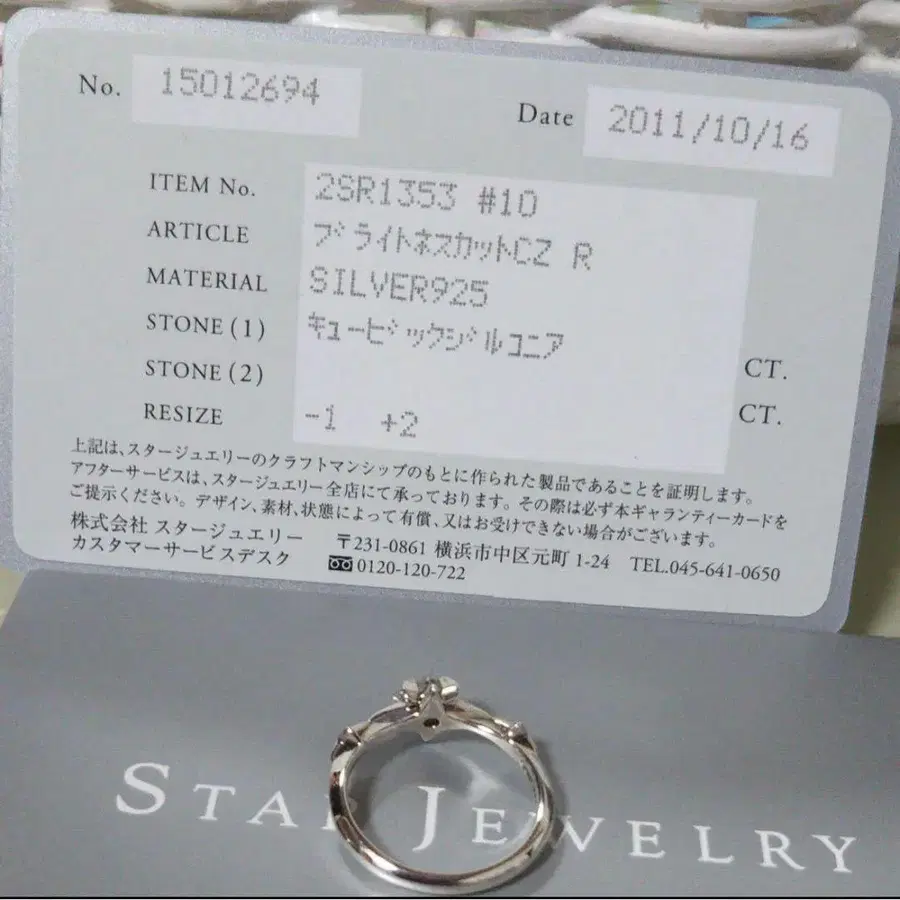 No. 15012694
Date 2011/10/16
ITEM No. 2SR1353 #10
ARTICLE ブライトネスカットCZ R
MATERIAL SILVER925
STONE (1) キュービックジルコニア
CT.
STONE (2)
CT.
RESIZE -1 +2
上記は、スタージュエリーのクラフトマンシップのもとに作られた製品であることを証明します。
アフターサービスは、スタージュエリー全店にて承っております。その際は必ず本ギャランティーカードを
ご提示ください。デザイン、素材、状態によって有償、又はお受けできない場合がございます。
株式会社 スタージュエリー 〒231-0861 横浜市中区元町 1-24 TEL.045-641-0650
カスタマーサービスデスク 0120-120-722
STAR JEWELRY